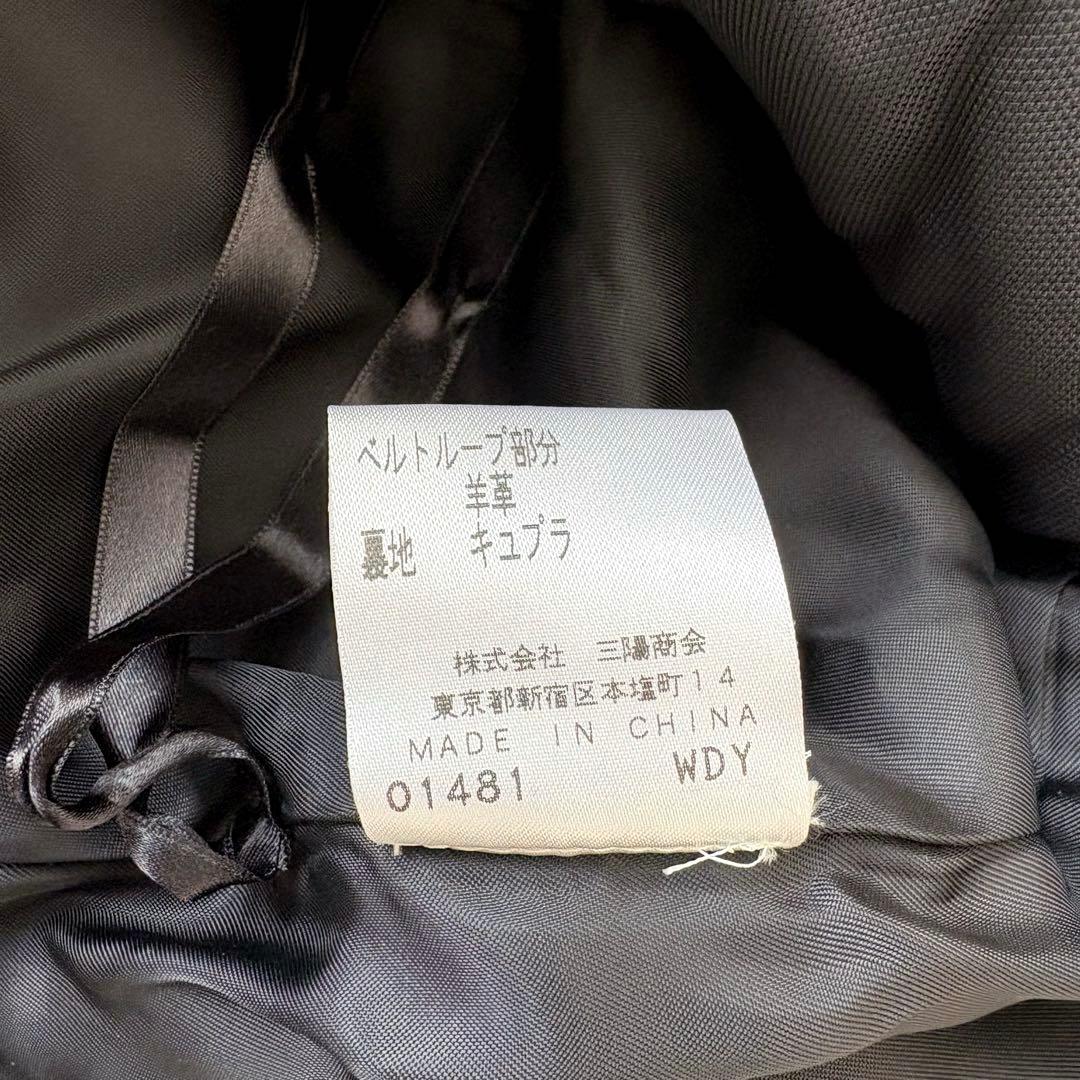 ベルトループ部分
羊革
裏地 キュプラ
株式会社 三陽商会
東京都新宿区本塩町14
MADE IN CHINA
01481 WDY